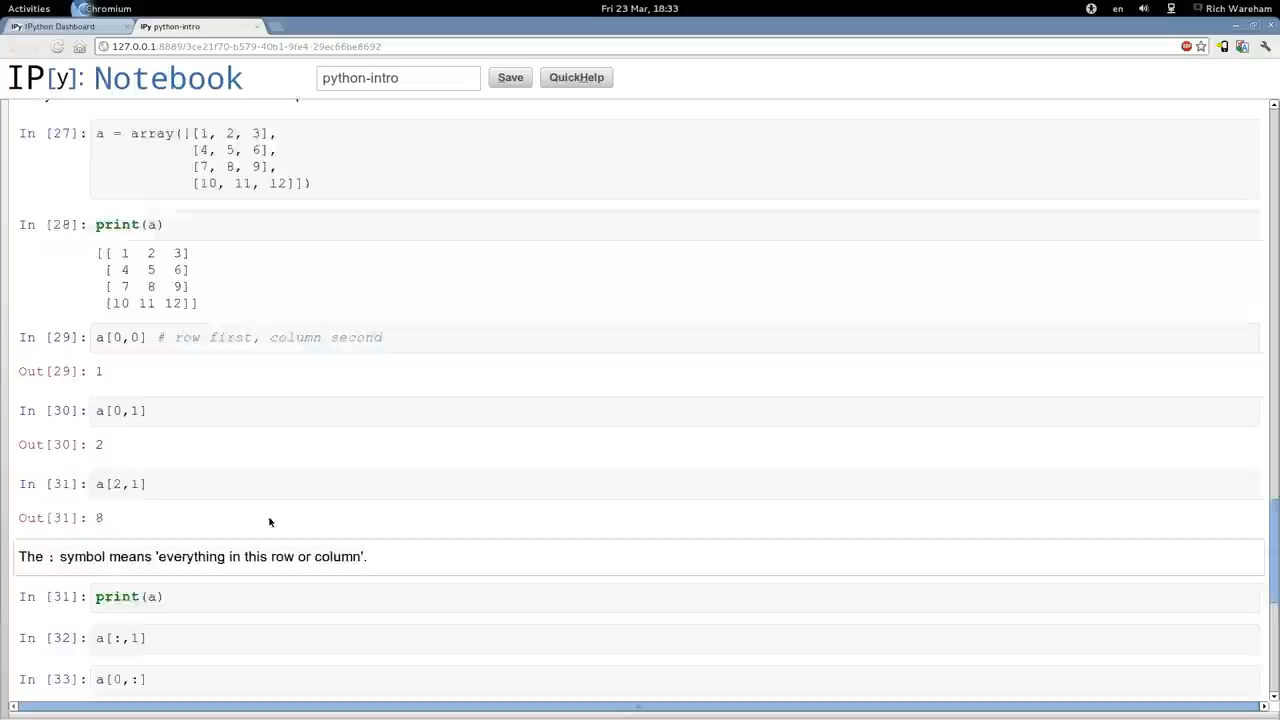 Activities
Chromium
Fri 23 Mar, 18:33
en
Rich Wareham
IPy IPython Dashboard
IPy python-intro
127.0.0.1:8889/3ce21f70-b579-40b1-9fe4-29ec66be8692
IP[y]: Notebook
python-intro
Save
QuickHelp
In [27]: a = array([[1, 2, 3],
[4, 5, 6],
[7, 8, 9],
[10, 11, 12]])
In [28]: print(a)
[[ 1 2 3]
[ 4 5 6]
[ 7 8 9]
[10 11 12]]
In [29]: a[0,0] # row first, column second
Out[29]: 1
In [30]: a[0,1]
Out[30]: 2
In [31]: a[2,1]
Out[31]: 8
The : symbol means 'everything in this row or column'.
In [31]: print(a)
In [32]: a[:,1]
In [33]: a[0,:]